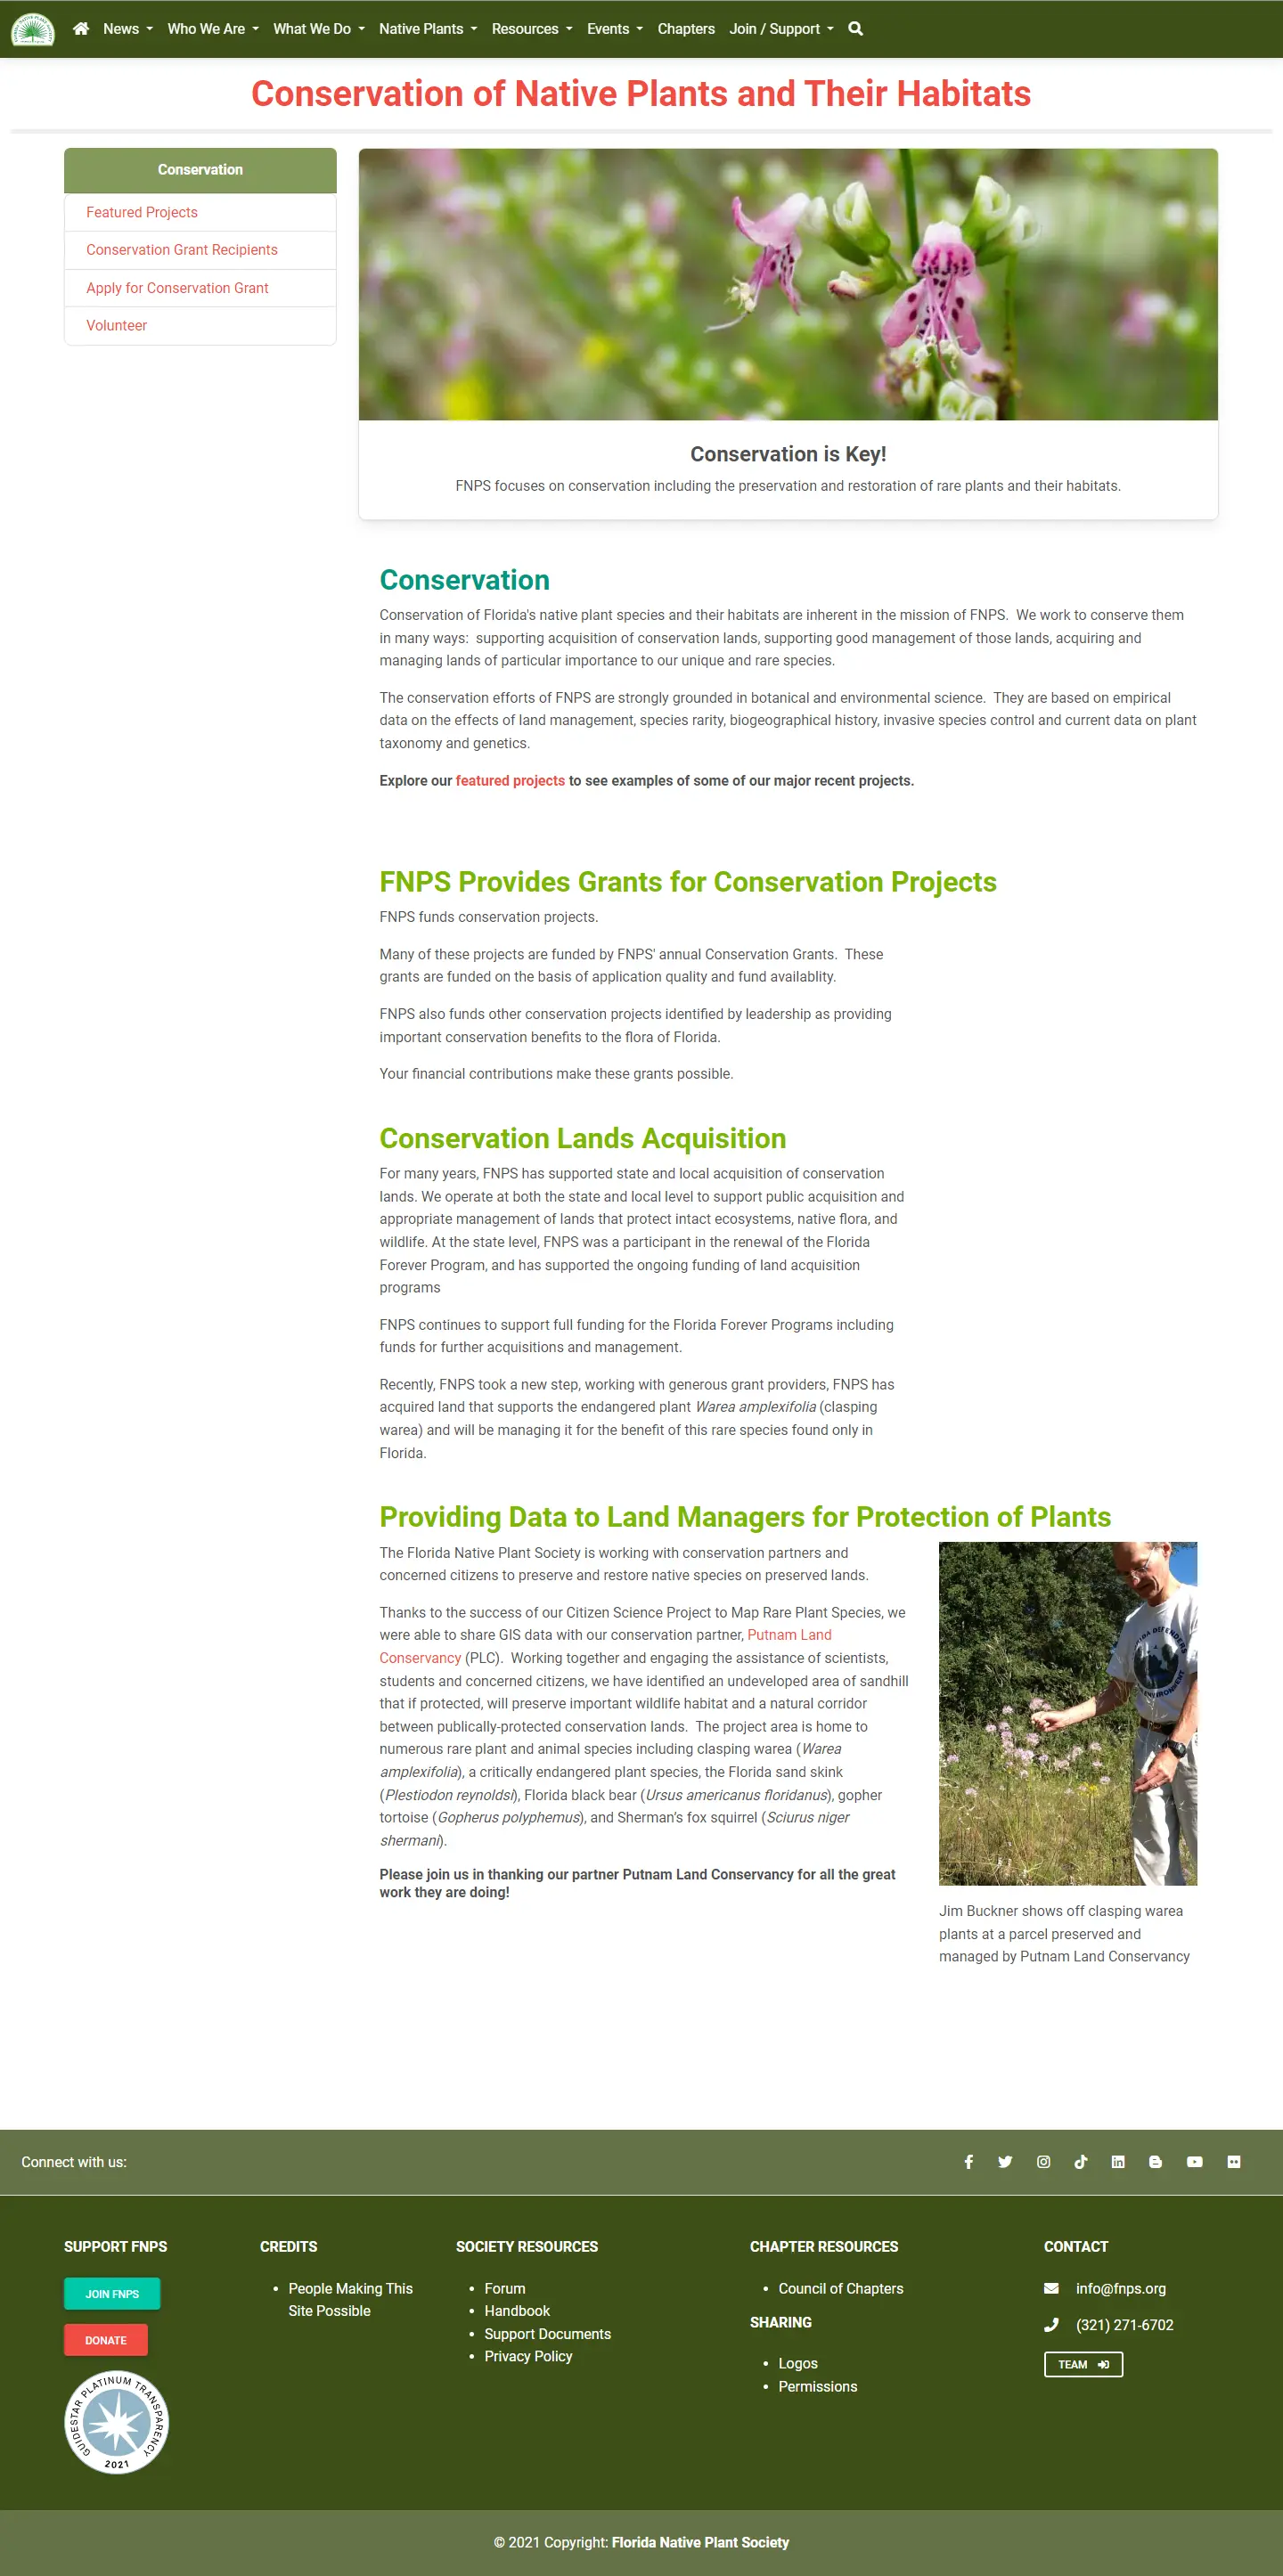 News
Who We Are
What We Do
Native Plants
Resources
Events
Chapters
Join / Support
Conservation of Native Plants and Their Habitats
Conservation
Featured Projects
Conservation Grant Recipients
Apply for Conservation Grant
Volunteer
Conservation is Key!
FNPS focuses on conservation including the preservation and restoration of rare plants and their habitats.
Conservation
Conservation of Florida's native plant species and their habitats are inherent in the mission of FNPS.  We work to conserve them
in many ways:  supporting acquisition of conservation lands, supporting good management of those lands, acquiring and
managing lands of particular importance to our unique and rare species.
The conservation efforts of FNPS are strongly grounded in botanical and environmental science.  They are based on empirical
data on the effects of land management, species rarity, biogeographical history, invasive species control and current data on plant
taxonomy and genetics.
Explore our featured projects to see examples of some of our major recent projects.
FNPS Provides Grants for Conservation Projects
FNPS funds conservation projects.
Many of these projects are funded by FNPS' annual Conservation Grants.  These
grants are funded on the basis of application quality and fund availablity.
FNPS also funds other conservation projects identified by leadership as providing
important conservation benefits to the flora of Florida.
Your financial contributions make these grants possible.
Conservation Lands Acquisition
For many years, FNPS has supported state and local acquisition of conservation
lands. We operate at both the state and local level to support public acquisition and
appropriate management of lands that protect intact ecosystems, native flora, and
wildlife. At the state level, FNPS was a participant in the renewal of the Florida
Forever Program, and has supported the ongoing funding of land acquisition
programs
FNPS continues to support full funding for the Florida Forever Programs including
funds for further acquisitions and management.
Recently, FNPS took a new step, working with generous grant providers, FNPS has
acquired land that supports the endangered plant Warea amplexifolia (clasping
warea) and will be managing it for the benefit of this rare species found only in
Florida.
Providing Data to Land Managers for Protection of Plants
The Florida Native Plant Society is working with conservation partners and
concerned citizens to preserve and restore native species on preserved lands.
Thanks to the success of our Citizen Science Project to Map Rare Plant Species, we
were able to share GIS data with our conservation partner, Putnam Land
Conservancy (PLC).  Working together and engaging the assistance of scientists,
students and concerned citizens, we have identified an undeveloped area of sandhill
that if protected, will preserve important wildlife habitat and a natural corridor
between publically-protected conservation lands.  The project area is home to
numerous rare plant and animal species including clasping warea (Warea
amplexifolia), a critically endangered plant species, the Florida sand skink
(Plestiodon reynoldsi), Florida black bear (Ursus americanus floridanus), gopher
tortoise (Gopherus polyphemus), and Sherman's fox squirrel (Sciurus niger
shermani).
Please join us in thanking our partner Putnam Land Conservancy for all the great
work they are doing!
Jim Buckner shows off clasping warea
plants at a parcel preserved and
managed by Putnam Land Conservancy
Connect with us:
SUPPORT FNPS
JOIN FNPS
DONATE
GUIDESTAR PLATINUM TRANSPARENCY
2021
CREDITS
People Making This
Site Possible
SOCIETY RESOURCES
Forum
Handbook
Support Documents
Privacy Policy
CHAPTER RESOURCES
Council of Chapters
SHARING
Logos
Permissions
CONTACT
info@fnps.org
(321) 271-6702
TEAM
© 2021 Copyright: Florida Native Plant Society